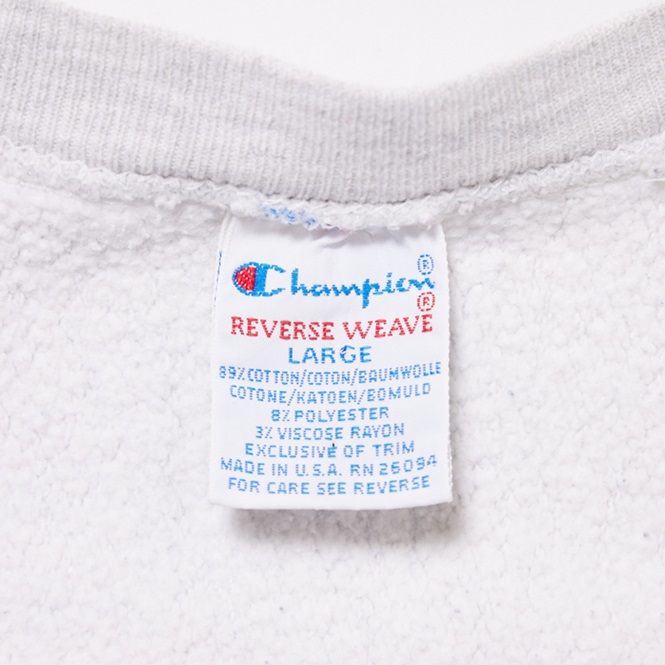 Champion®
REVERSE WEAVE®
LARGE
89% COTTON/COTON/BAUMWOLLE
COTONE/KATOEN/BOMULD
8% POLYESTER
3% VISCOSE RAYON
EXCLUSIVE OF TRIM
MADE IN U.S.A. RN 26094
FOR CARE SEE REVERSE